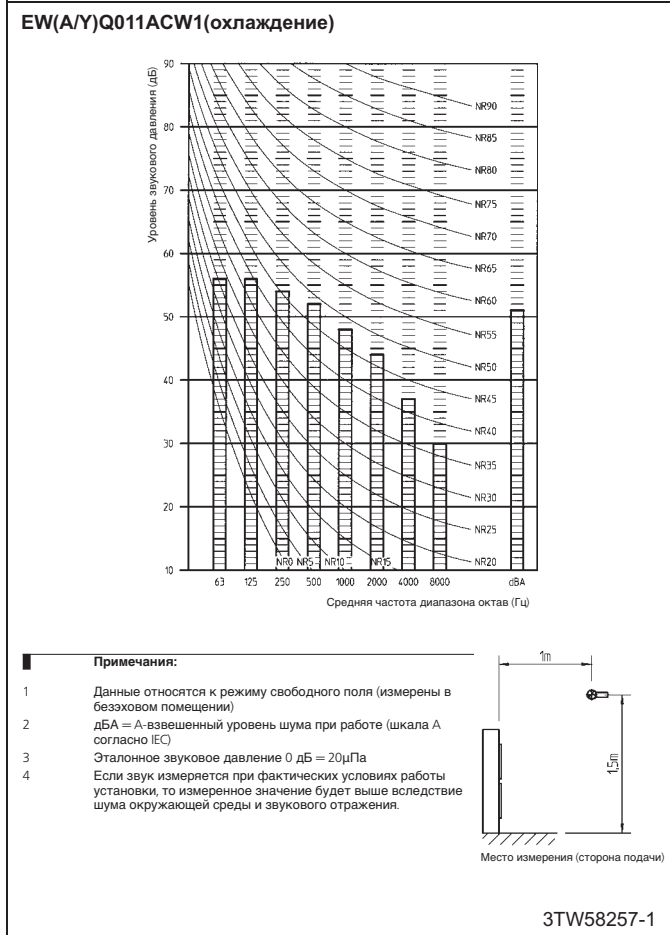 EW(A/Y)Q011ACW1(охлаждение)
Уровень звукового давления (дБ)
90
80
70
60
50
40
30
20
10
NR90
NR85
NR80
NR75
NR70
NR65
NR60
NR55
NR50
NR45
NR40
NR35
NR30
NR25
NR20
NR0 NR5 NR10 NR15
63 125 250 500 1000 2000 4000 8000 dBA
Средняя частота диапазона октав (Гц)
Примечания:
1 Данные относятся к режиму свободного поля (измерены в
безэховом помещении)
2 дБА = А-взвешенный уровень шума при работе (шкала А
согласно IEC)
3 Эталонное звуковое давление 0 дБ = 20µПа
4 Если звук измеряется при фактических условиях работы
установки, то измеренное значение будет выше вследствие
шума окружающей среды и звукового отражения.
1m
1,5m
Место измерения (сторона подачи)
3TW58257-1